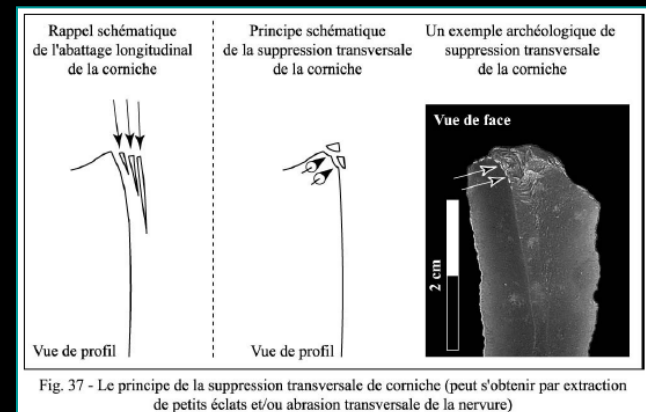 Rappel schématique
de l'abattage longitudinal
de la corniche
Principe schématique
de la suppression transversale
de la corniche
Un exemple archéologique de
suppression transversale
de la corniche
Vue de face
2 cm
Vue de profil
Vue de profil
Fig. 37 - Le principe de la suppression transversale de corniche (peut s'obtenir par extraction
de petits éclats et/ou abrasion transversale de la nervure)